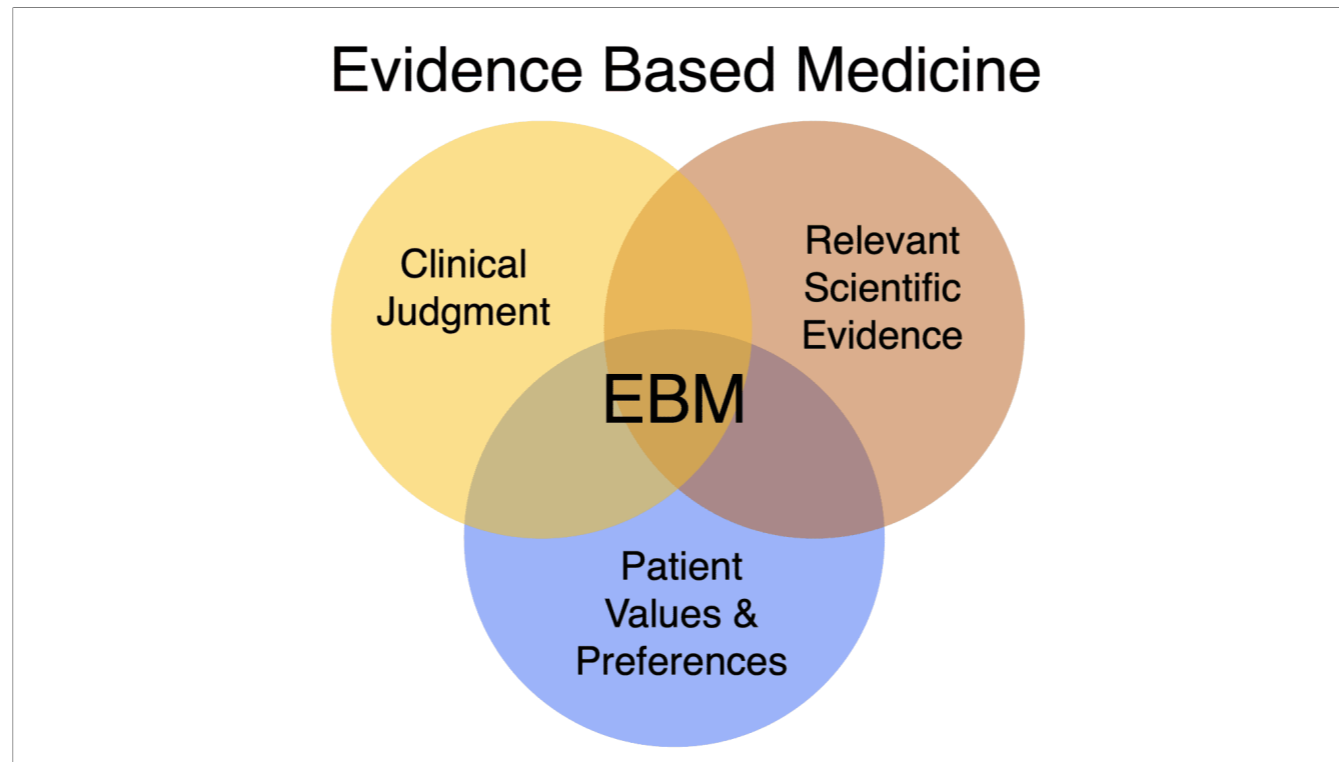 Evidence Based Medicine
Clinical
Judgment
Relevant
Scientific
Evidence
EBM
Patient
Values &
Preferences